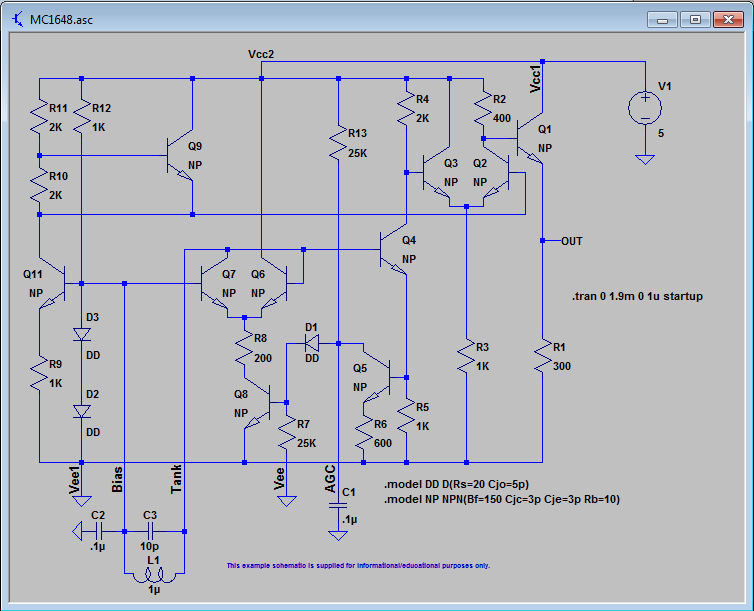 MC1648.asc
Vcc2
Vcc1
V1
5
R11
2K
R12
1K
Q9
NP
R13
25K
R4
2K
R2
400
Q1
NP
Q3
NP
Q2
NP
R10
2K
OUT
Q11
NP
Q7
NP
Q6
NP
Q4
NP
.tran 0 1.9m 0 1u startup
D3
DD
D1
DD
R8
200
Q5
NP
R3
1K
R1
300
R9
1K
D2
DD
Q8
NP
R7
25K
R6
600
R5
1K
Vee1
Bias
Tank
Vee
AGC
C1
.1µ
.model DD D(Rs=20 Cjo=5p)
.model NP NPN(Bf=150 Cjc=3p Cje=3p Rb=10)
C2
.1µ
C3
10p
L1
1µ
This example schematic is supplied for informational/educational purposes only.